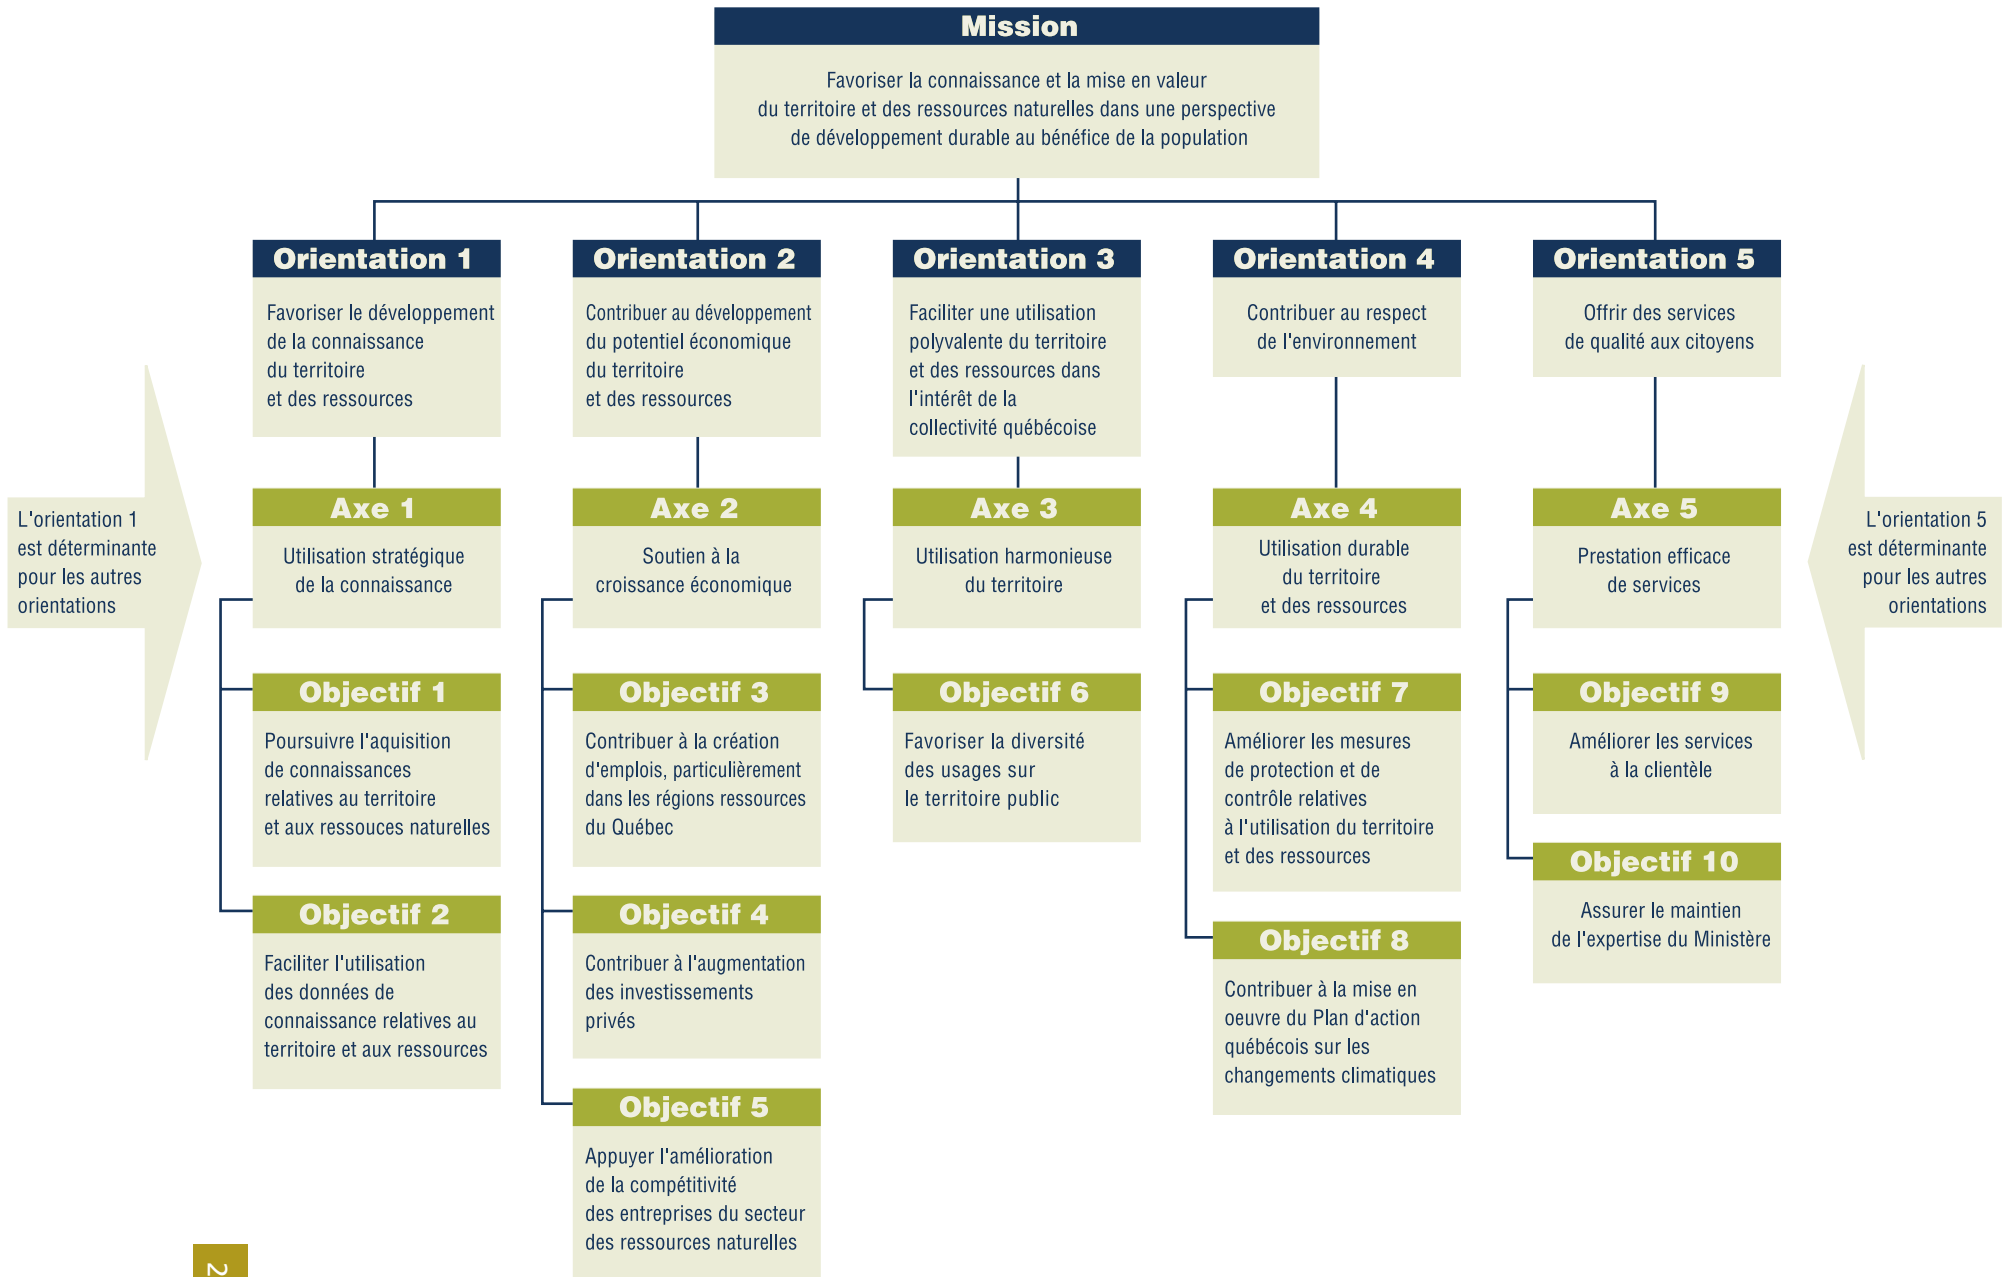 Mission
Favoriser la connaissance et la mise en valeur
du territoire et des ressources naturelles dans une perspective
de développement durable au bénéfice de la population
Orientation 1
Favoriser le développement
de la connaissance
du territoire
et des ressources
Orientation 2
Contribuer au développement
du potentiel économique
du territoire
et des ressources
Orientation 3
Faciliter une utilisation
polyvalente du territoire
et des ressources dans
l'intérêt de la
collectivité québécoise
Orientation 4
Contribuer au respect
de l'environnement
Orientation 5
Offrir des services
de qualité aux citoyens
L'orientation 1
est déterminante
pour les autres
orientations
Axe 1
Utilisation stratégique
de la connaissance
Axe 2
Soutien à la
croissance économique
Axe 3
Utilisation harmonieuse
du territoire
Axe 4
Utilisation durable
du territoire
et des ressources
Axe 5
Prestation efficace
de services
L'orientation 5
est déterminante
pour les autres
orientations
Objectif 1
Poursuivre l'aquisition
de connaissances
relatives au territoire
et aux ressouces naturelles
Objectif 2
Faciliter l'utilisation
des données de
connaissance relatives au
territoire et aux ressources
Objectif 3
Contribuer à la création
d'emplois, particulièrement
dans les régions ressources
du Québec
Objectif 4
Contribuer à l'augmentation
des investissements
privés
Objectif 5
Appuyer l'amélioration
de la compétitivité
des entreprises du secteur
des ressources naturelles
Objectif 6
Favoriser la diversité
des usages sur
le territoire public
Objectif 7
Améliorer les mesures
de protection et de
contrôle relatives
à l'utilisation du territoire
et des ressources
Objectif 8
Contribuer à la mise en
oeuvre du Plan d'action
québécois sur les
changements climatiques
Objectif 9
Améliorer les services
à la clientèle
Objectif 10
Assurer le maintien
de l'expertise du Ministère
2